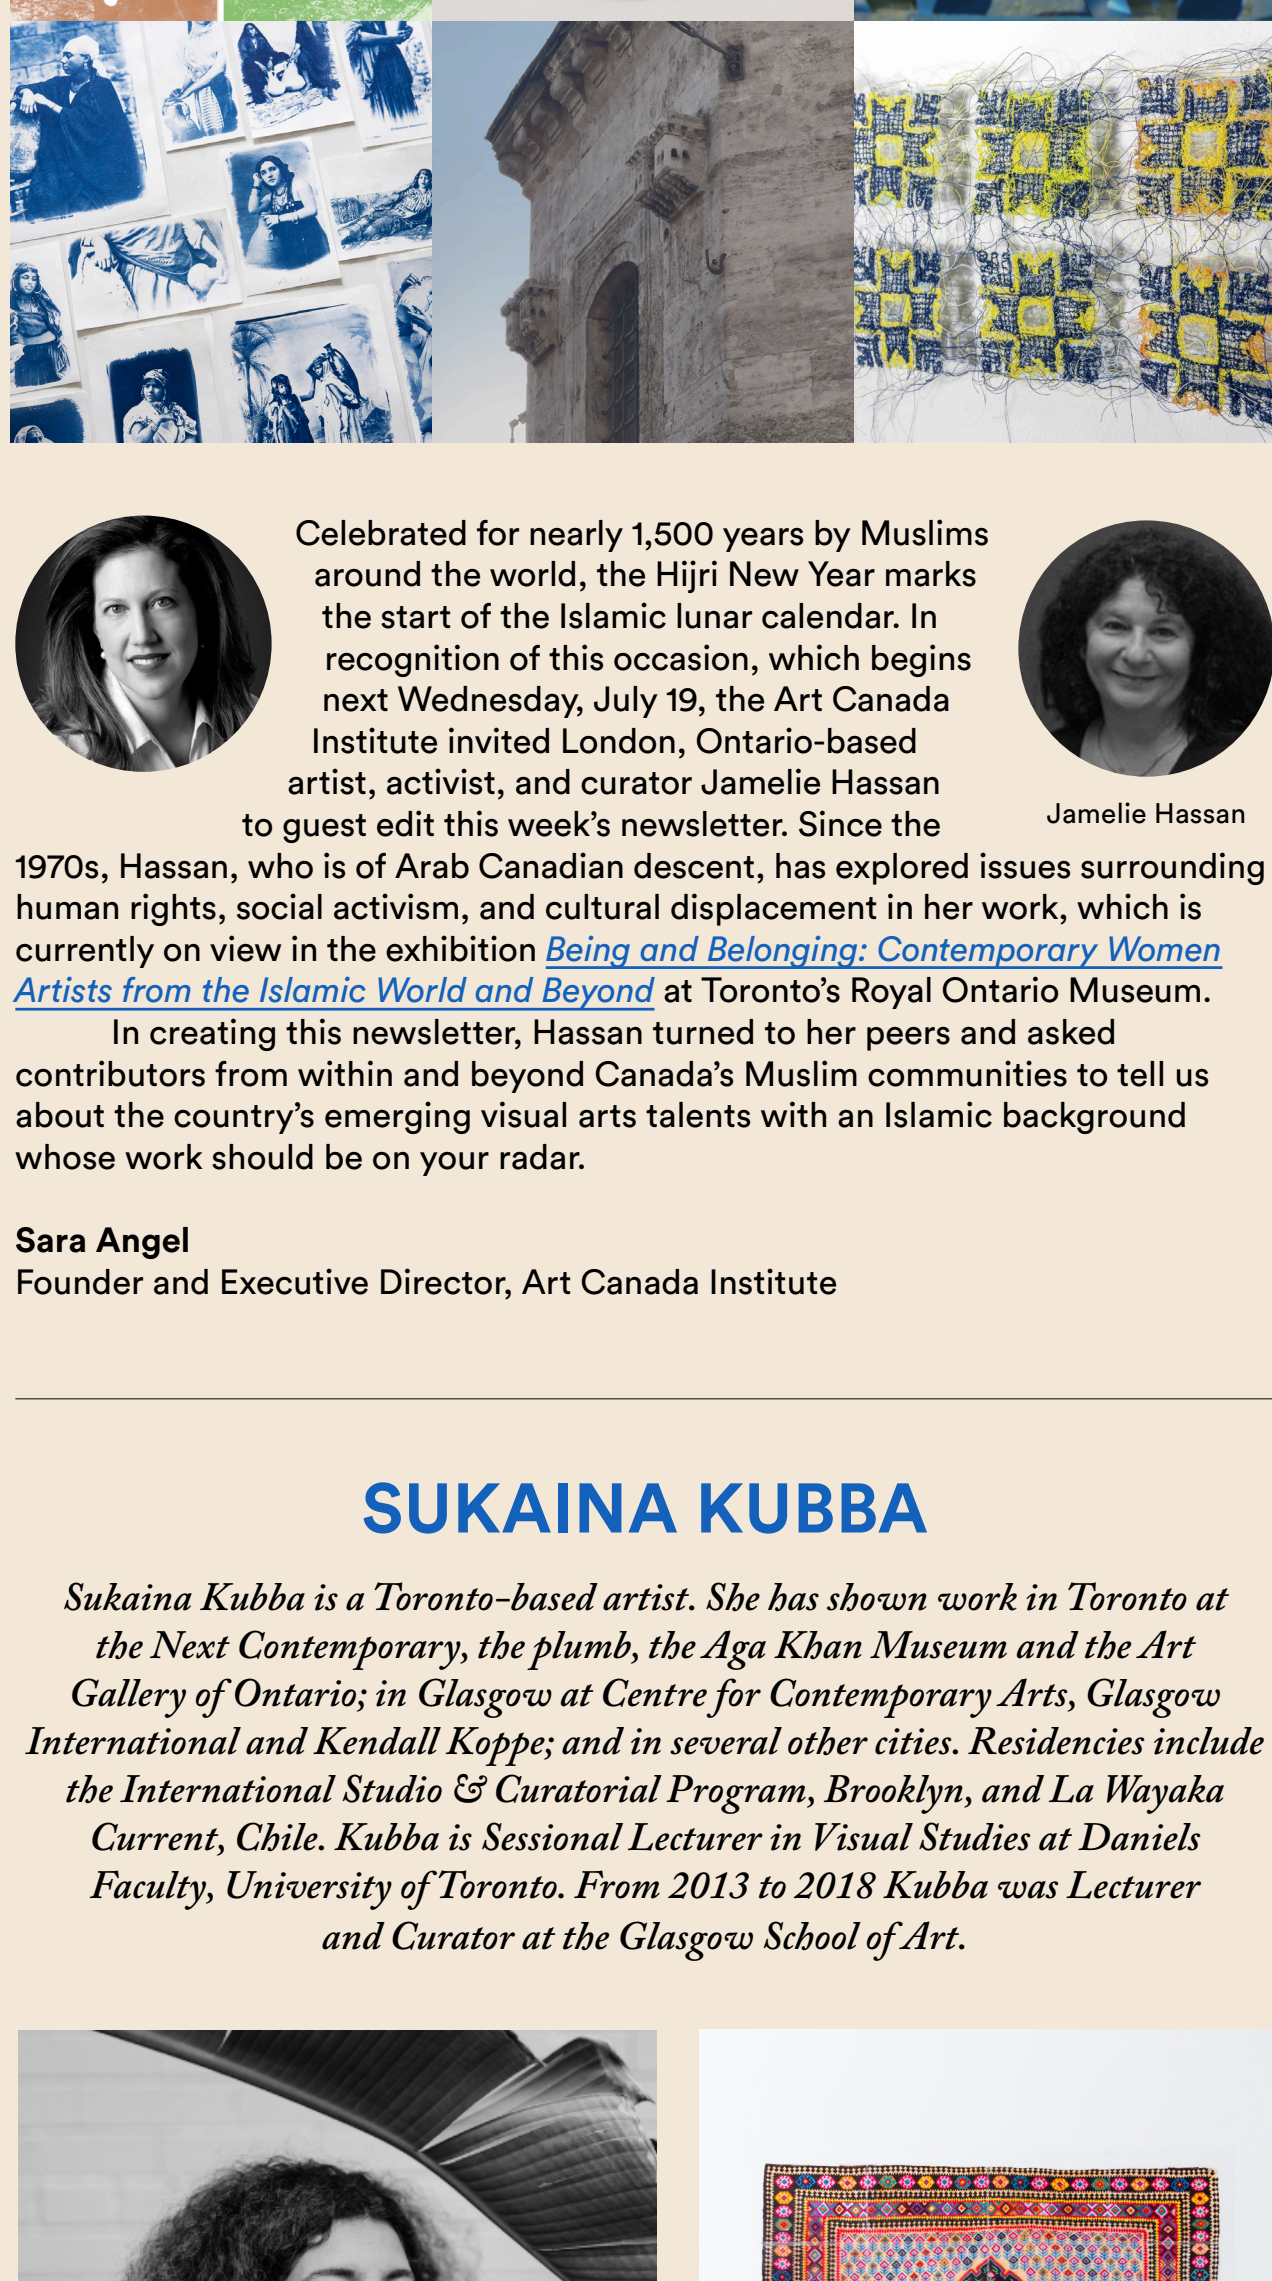 Celebrated for nearly 1,500 years by Muslims
around the world, the Hijri New Year marks
the start of the Islamic lunar calendar. In
recognition of this occasion, which begins
next Wednesday, July 19, the Art Canada
Institute invited London, Ontario-based
artist, activist, and curator Jamelie Hassan
to guest edit this week’s newsletter. Since the
Jamelie Hassan
1970s, Hassan, who is of Arab Canadian descent, has explored issues surrounding
human rights, social activism, and cultural displacement in her work, which is
currently on view in the exhibition Being and Belonging: Contemporary Women
Artists from the Islamic World and Beyond at Toronto’s Royal Ontario Museum.
In creating this newsletter, Hassan turned to her peers and asked
contributors from within and beyond Canada’s Muslim communities to tell us
about the country’s emerging visual arts talents with an Islamic background
whose work should be on your radar.
Sara Angel
Founder and Executive Director, Art Canada Institute
SUKAINA KUBBA
Sukaina Kubba is a Toronto-based artist. She has shown work in Toronto at
the Next Contemporary, the plumb, the Aga Khan Museum and the Art
Gallery of Ontario; in Glasgow at Centre for Contemporary Arts, Glasgow
International and Kendall Koppe; and in several other cities. Residencies include
the International Studio & Curatorial Program, Brooklyn, and La Wayaka
Current, Chile. Kubba is Sessional Lecturer in Visual Studies at Daniels
Faculty, University of Toronto. From 2013 to 2018 Kubba was Lecturer
and Curator at the Glasgow School of Art.